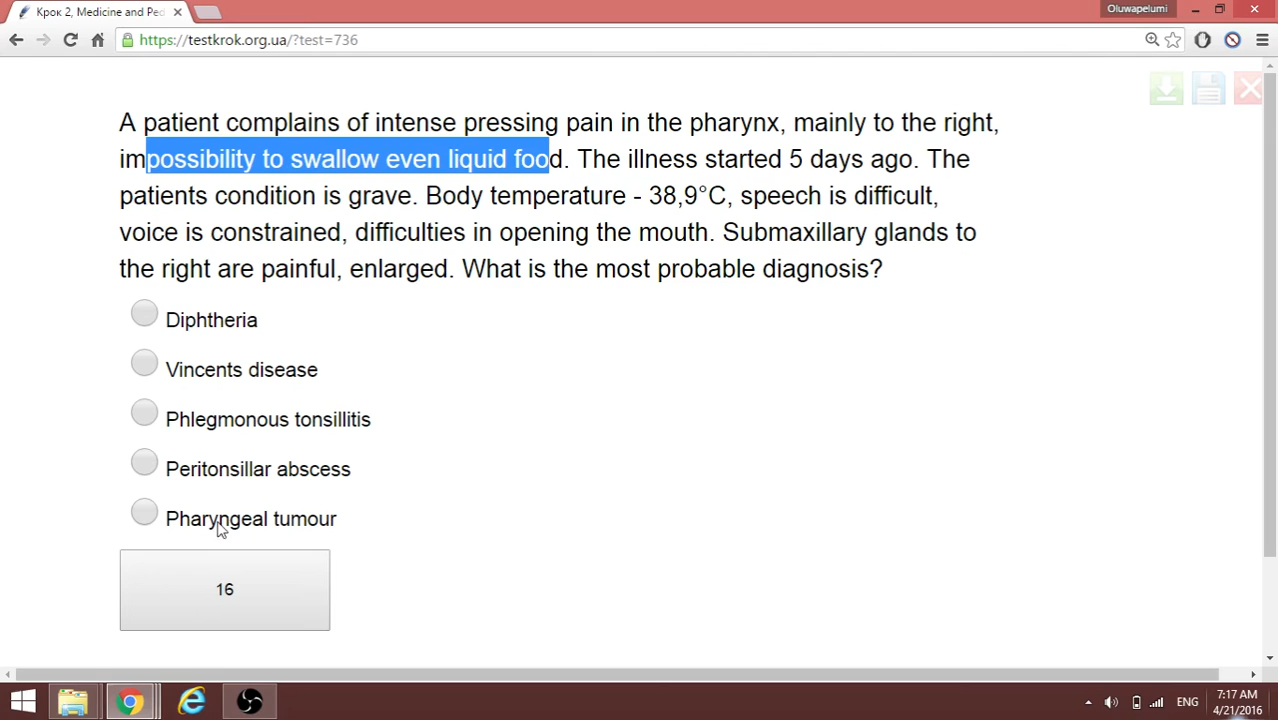 Крок 2, Medicine and Ped
Oluwapelumi
https://testkrok.org.ua/?test=736
A patient complains of intense pressing pain in the pharynx, mainly to the right,
impossibility to swallow even liquid food. The illness started 5 days ago. The
patients condition is grave. Body temperature - 38,9°C, speech is difficult,
voice is constrained, difficulties in opening the mouth. Submaxillary glands to
the right are painful, enlarged. What is the most probable diagnosis?
Diphtheria
Vincents disease
Phlegmonous tonsillitis
Peritonsillar abscess
Pharyngeal tumour
16
ENG
7:17 AM
4/21/2016